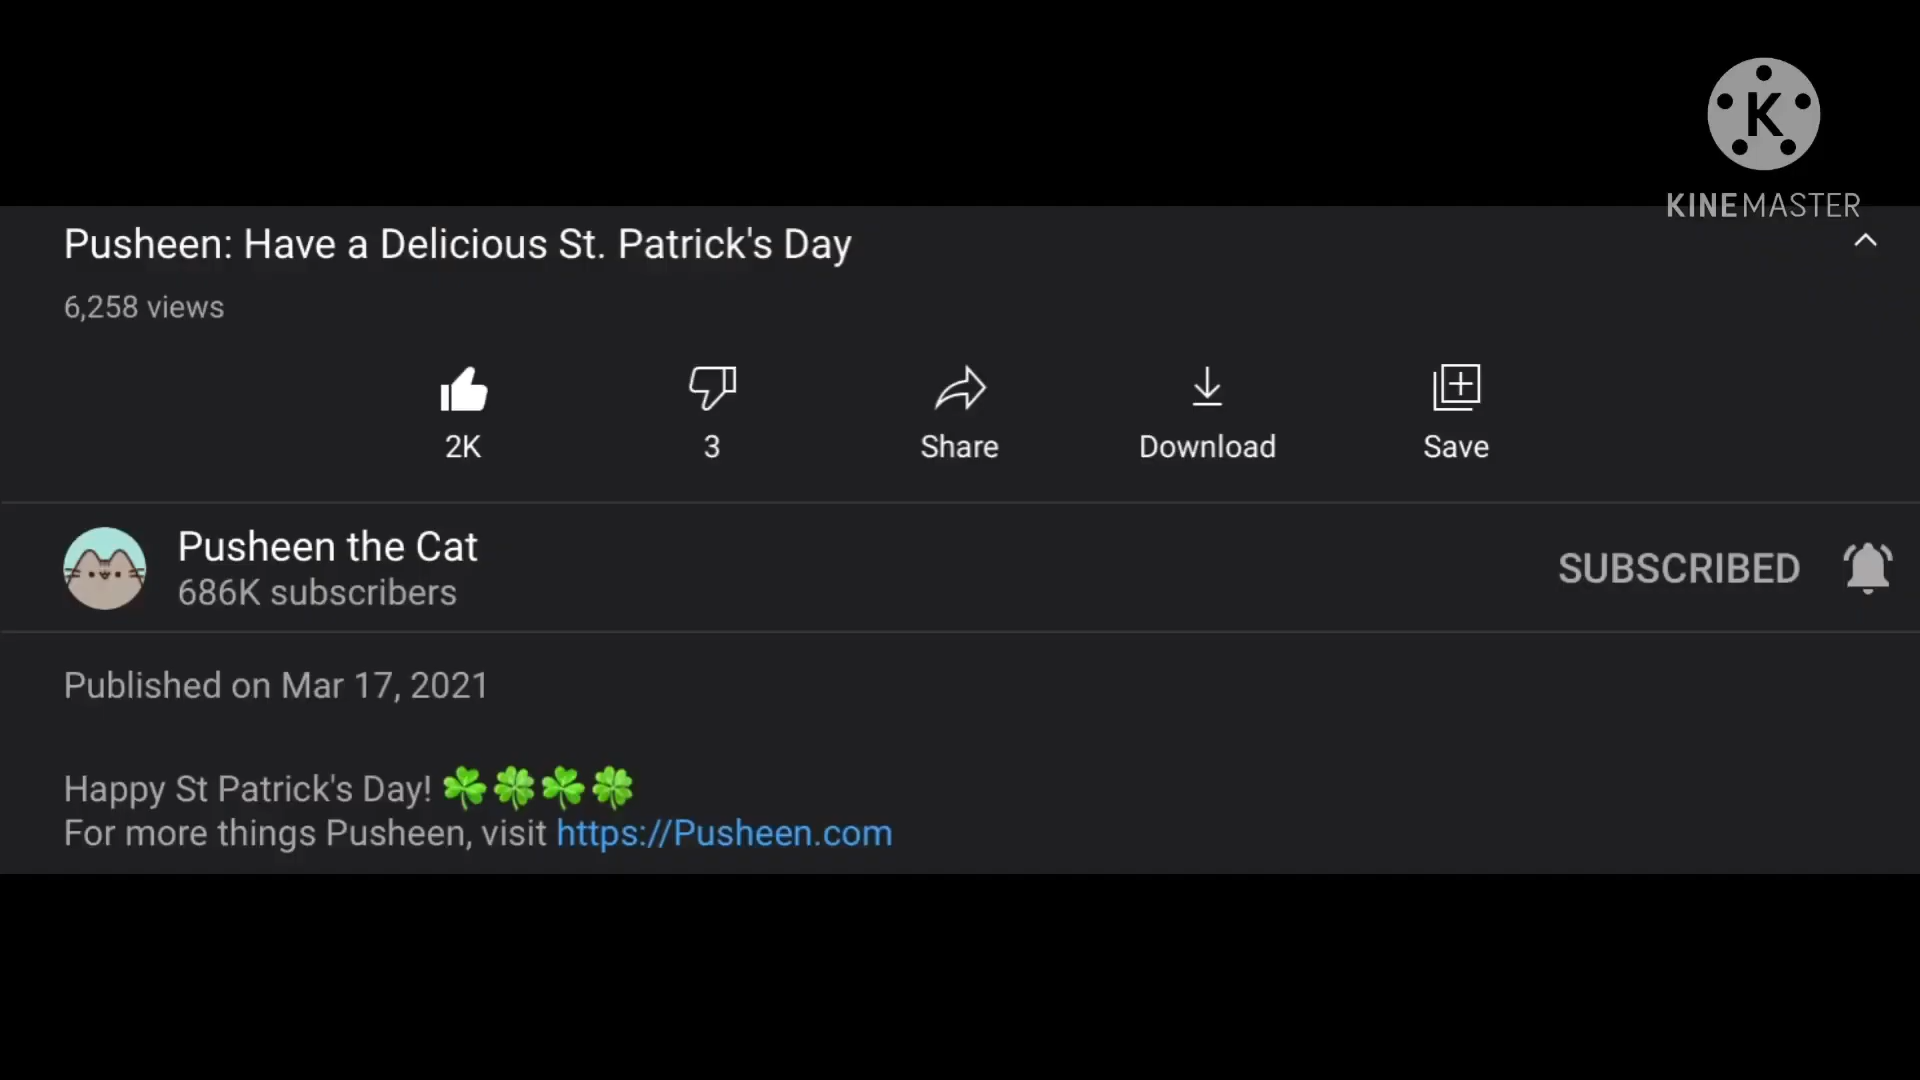 K
KINEMASTER
Pusheen: Have a Delicious St. Patrick's Day
6,258 views
2K
3
Share
Download
Save
Pusheen the Cat
686K subscribers
SUBSCRIBED
Published on Mar 17, 2021
Happy St Patrick's Day! ☘️🍀☘️🍀
For more things Pusheen, visit https://Pusheen.com